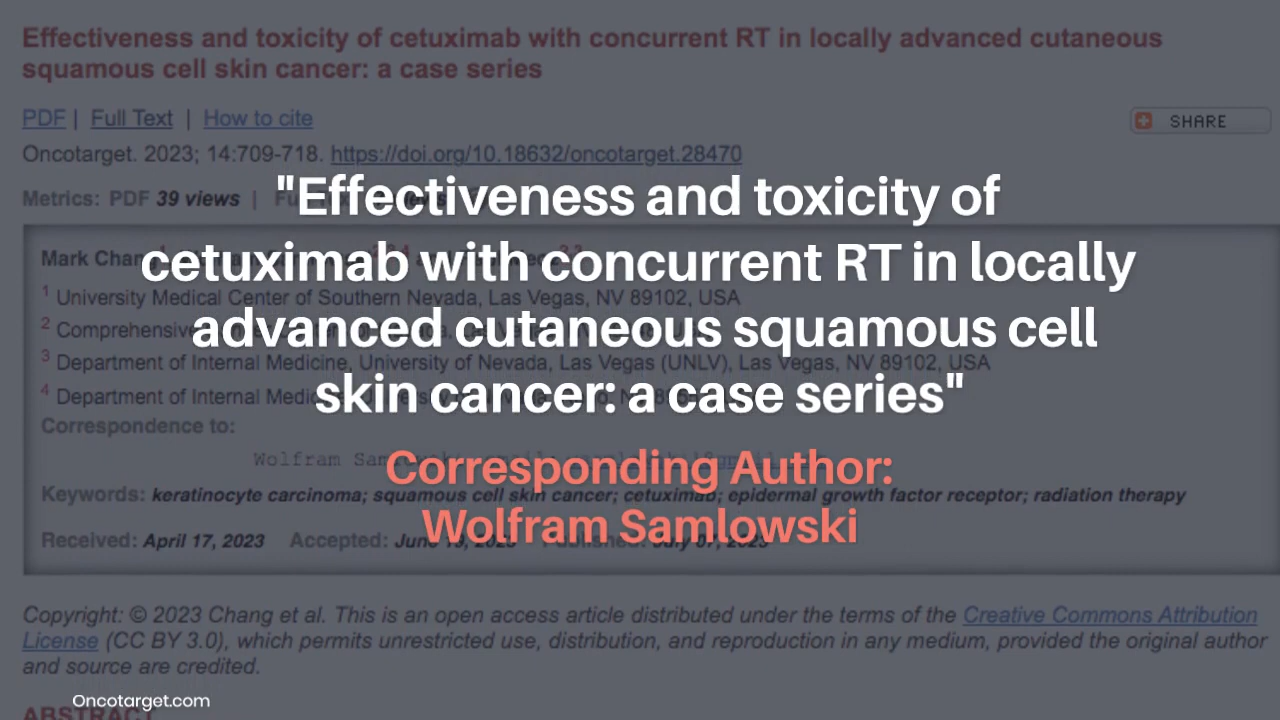 Effectiveness and toxicity of cetuximab with concurrent RT in locally advanced cutaneous
squamous cell skin cancer: a case series
PDF | Full Text | How to cite
SHARE
Oncotarget. 2023; 14:709-718. https://doi.org/10.18632/oncotarget.28470
Metrics: PDF 39 views |
"Effectiveness and toxicity of
cetuximab with concurrent RT in locally
advanced cutaneous squamous cell
skin cancer: a case series"
Corresponding Author:
Wolfram Samlowski
Mark
1 University Medical Center of Southern Nevada, Las Vegas, NV 89102, USA
2 Comprehensive
3 Department of Internal Medicine, University of Nevada, Las Vegas (UNLV), Las Vegas, NV 89102, USA
4 Department of Internal
Correspondence to:
Wolfram
Keywords: keratinocyte carcinoma; squamous cell skin cancer; cetuximab; epidermal growth factor receptor; radiation therapy
Received: April 17, 2023 Accepted: June 2023 Published: July 07, 2023
Copyright: © 2023 Chang et al. This is an open access article distributed under the terms of the Creative Commons Attribution
License (CC BY 3.0), which permits unrestricted use, distribution, and reproduction in any medium, provided the original author
and source are credited.
ABSTRACT
Oncotarget.com